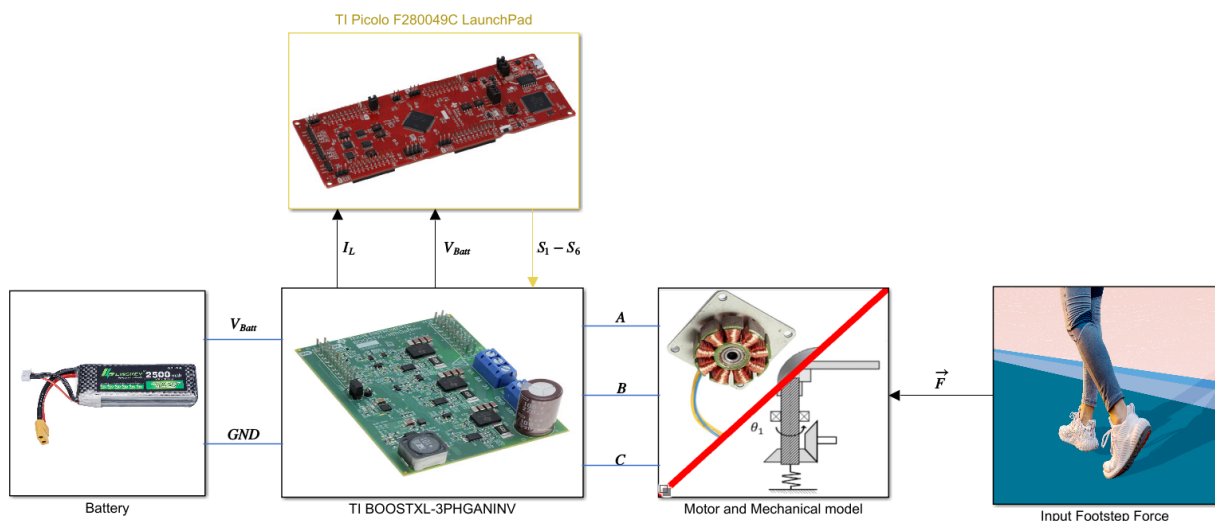 TI Picolo F280049C LaunchPad
I_L
V_Batt
S_1 − S_6
V_Batt
GND
2500
A
B
C
θ_1
F⃗
Battery
TI BOOSTXL-3PHGANINV
Motor and Mechanical model
Input Footstep Force